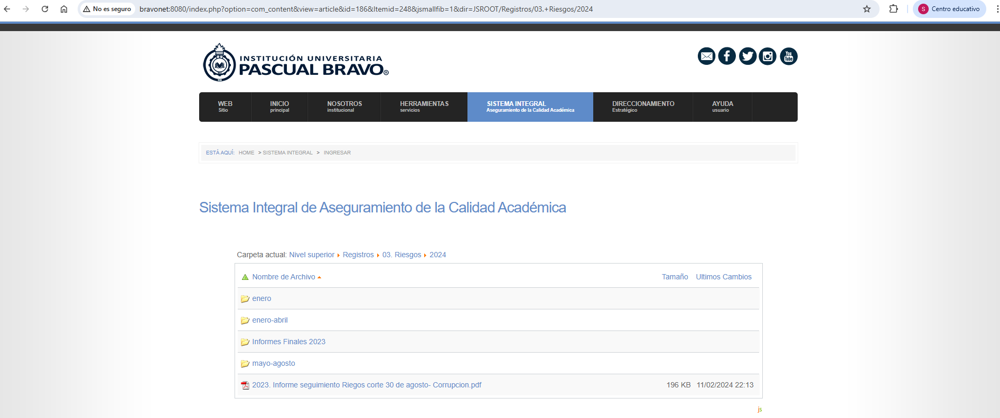 No es seguro bravonet:8080/index.php?option=com_content&view=article&id=186&Itemid=248&jsmallfib=1&dir=JSROOT/Registros/03.+Riesgos/2024 S Centro educativo
INSTITUCIÓN UNIVERSITARIA
PASCUAL BRAVO®
You
Tube
WEB INICIO NOSOTROS HERRAMIENTAS SISTEMA INTEGRAL DIRECCIONAMIENTO AYUDA
Sitio principal institucional servicios Aseguramiento de la Calidad Académica Estratégico usuario
ESTÁ AQUÍ: HOME > SISTEMA INTEGRAL > INGRESAR
Sistema Integral de Aseguramiento de la Calidad Académica
Carpeta actual: Nivel superior Registros 03. Riesgos 2024
Nombre de Archivo Tamaño Ultimos Cambios
enero
enero-abril
Informes Finales 2023
mayo-agosto
2023. Informe seguimiento Riegos corte 30 de agosto- Corrupcion.pdf 196 KB 11/02/2024 22:13
js